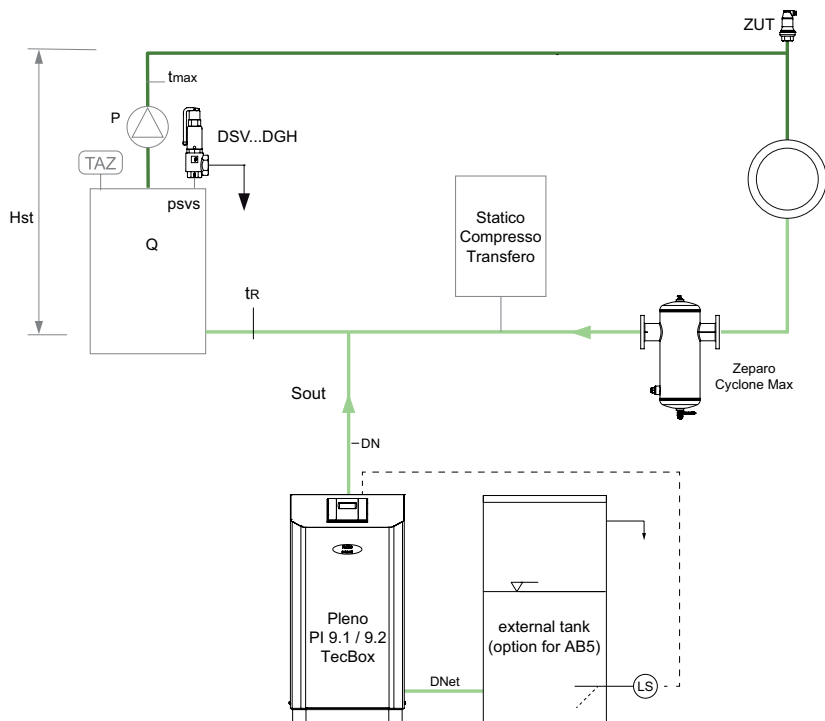 ZUT
tmax
P
DSV...DGH
TAZ
psvs
Hst
Q
Statico
Compresso
Transfero
tR
Zeparo
Cyclone Max
Sout
DN
Pleno
PI 9.1 / 9.2
TecBox
external tank
(option for AB5)
DNet
LS